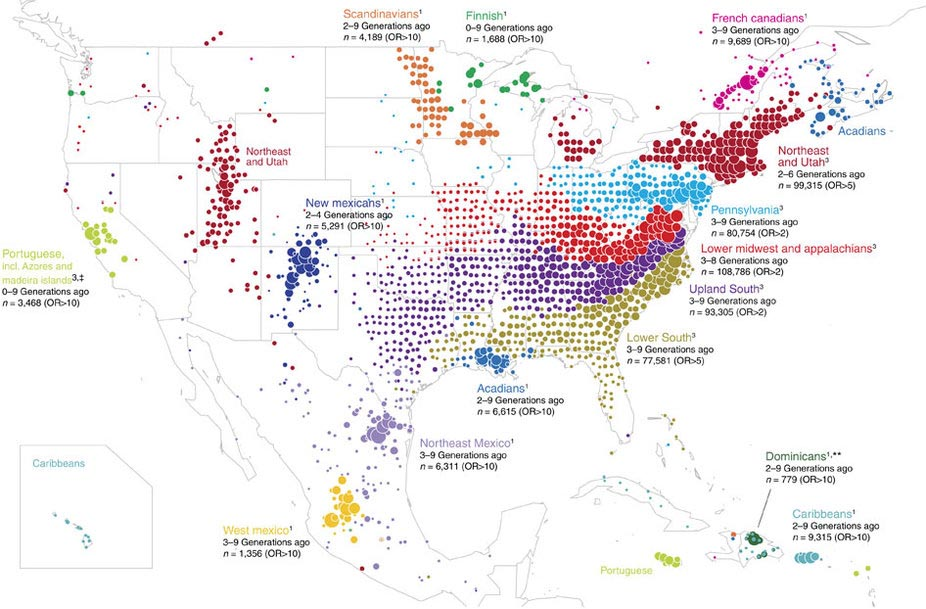 Scandinavians¹
2–9 Generations ago
n = 4,189 (OR>10)
Finnish¹
0–9 Generations ago
n = 1,688 (OR>10)
French canadians¹
3–9 Generations ago
n = 9,689 (OR>10)
Acadians
Northeast
and Utah
Northeast
and Utah³
2–6 Generations ago
n = 99,315 (OR>5)
New mexicans¹
2–4 Generations ago
n = 5,291 (OR>10)
Pennsylvania³
3–9 Generations ago
n = 80,754 (OR>2)
Portuguese,
incl. Azores and
madeira islands³,‡
0–9 Generations ago
n = 3,468 (OR>10)
Lower midwest and appalachians³
3–8 Generations ago
n = 108,786 (OR>2)
Upland South³
3–9 Generations ago
n = 93,305 (OR>2)
Lower South³
3–9 Generations ago
n = 77,581 (OR>5)
Acadians¹
2–9 Generations ago
n = 6,615 (OR>10)
Northeast Mexico¹
3–9 Generations ago
n = 6,311 (OR>10)
Caribbeans
Dominicans¹,**
2–9 Generations ago
n = 779 (OR>10)
Caribbeans¹
2–9 Generations ago
n = 9,315 (OR>10)
West mexico¹
3–9 Generations ago
n = 1,356 (OR>10)
Portuguese